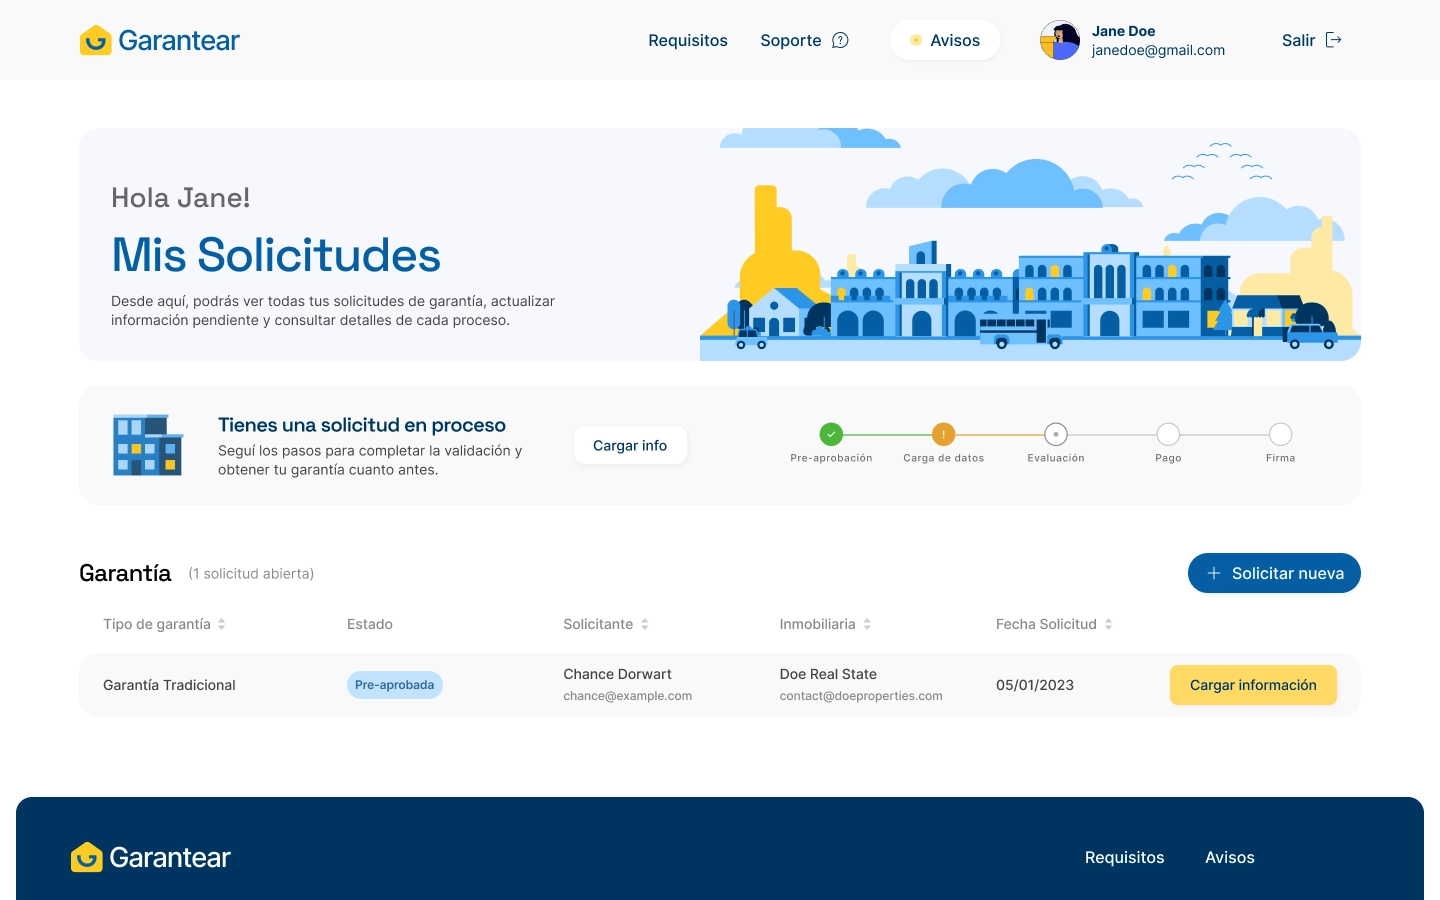 Garantear
Requisitos
Soporte
Avisos
Jane Doe
janedoe@gmail.com
Salir
Hola Jane!
Mis Solicitudes
Desde aquí, podrás ver todas tus solicitudes de garantía, actualizar
información pendiente y consultar detalles de cada proceso.
Tienes una solicitud en proceso
Seguí los pasos para completar la validación y
obtener tu garantía cuanto antes.
Cargar info
Pre-aprobación
Carga de datos
Evaluación
Pago
Firma
Garantía (1 solicitud abierta)
Solicitar nueva
Tipo de garantía
Estado
Solicitante
Inmobiliaria
Fecha Solicitud
Garantía Tradicional
Pre-aprobada
Chance Dorwart
chance@example.com
Doe Real State
contact@doeproperties.com
05/01/2023
Cargar información
Garantear
Requisitos
Avisos